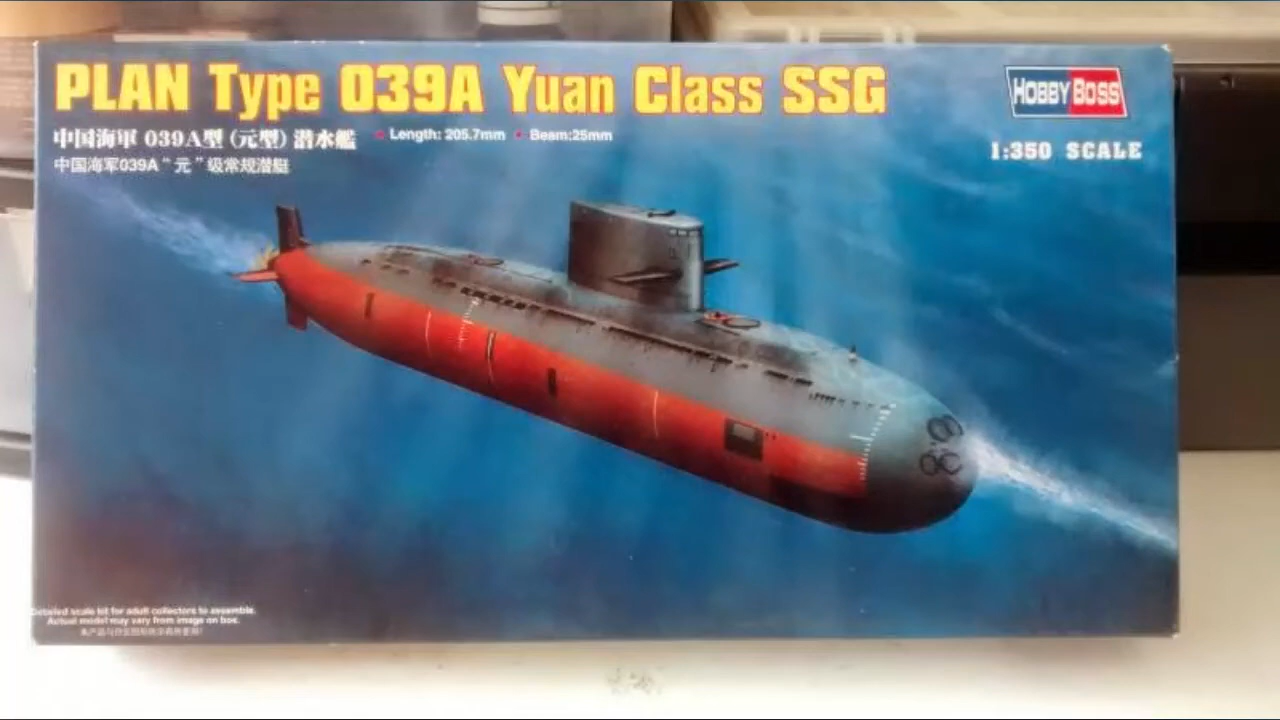 PLAN Type 039A Yuan Class SSG
HOBBY BOSS
中国海軍 039A型 (元型) 潜水艦 • Length: 205.7mm • Beam:25mm
1:350 SCALE
中国海军039A“元”级常规潜艇
Detailed scale kit for adult collectors to assemble.
Actual model may vary from image on box.